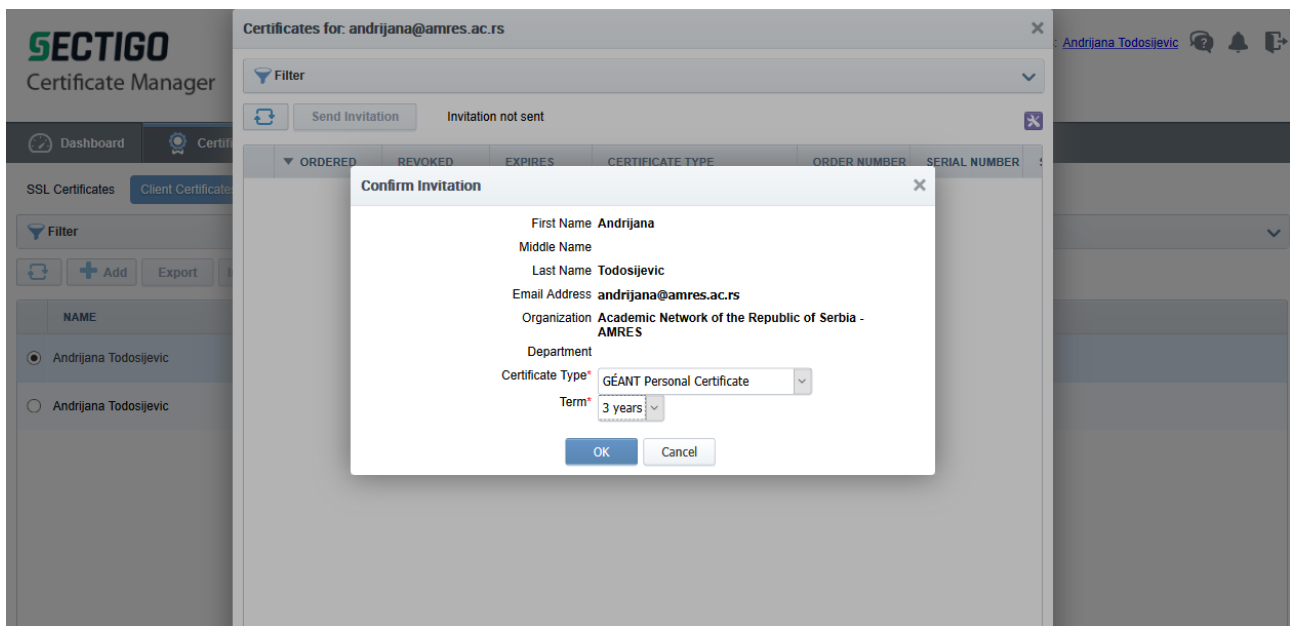 SECTIGO
Certificate Manager
: Andrijana Todosijevic
Dashboard
SSL Certificates
Client Certificates
Filter
Add
Export
NAME
Andrijana Todosijevic
Andrijana Todosijevic
Certificates for: andrijana@amres.ac.rs
Filter
Send Invitation Invitation not sent
ORDERED REVOKED EXPIRES CERTIFICATE TYPE ORDER NUMBER SERIAL NUMBER
Confirm Invitation
First Name Andrijana
Middle Name
Last Name Todosijevic
Email Address andrijana@amres.ac.rs
Organization Academic Network of the Republic of Serbia -
AMRES
Department
Certificate Type* GÉANT Personal Certificate
Term* 3 years
OK Cancel